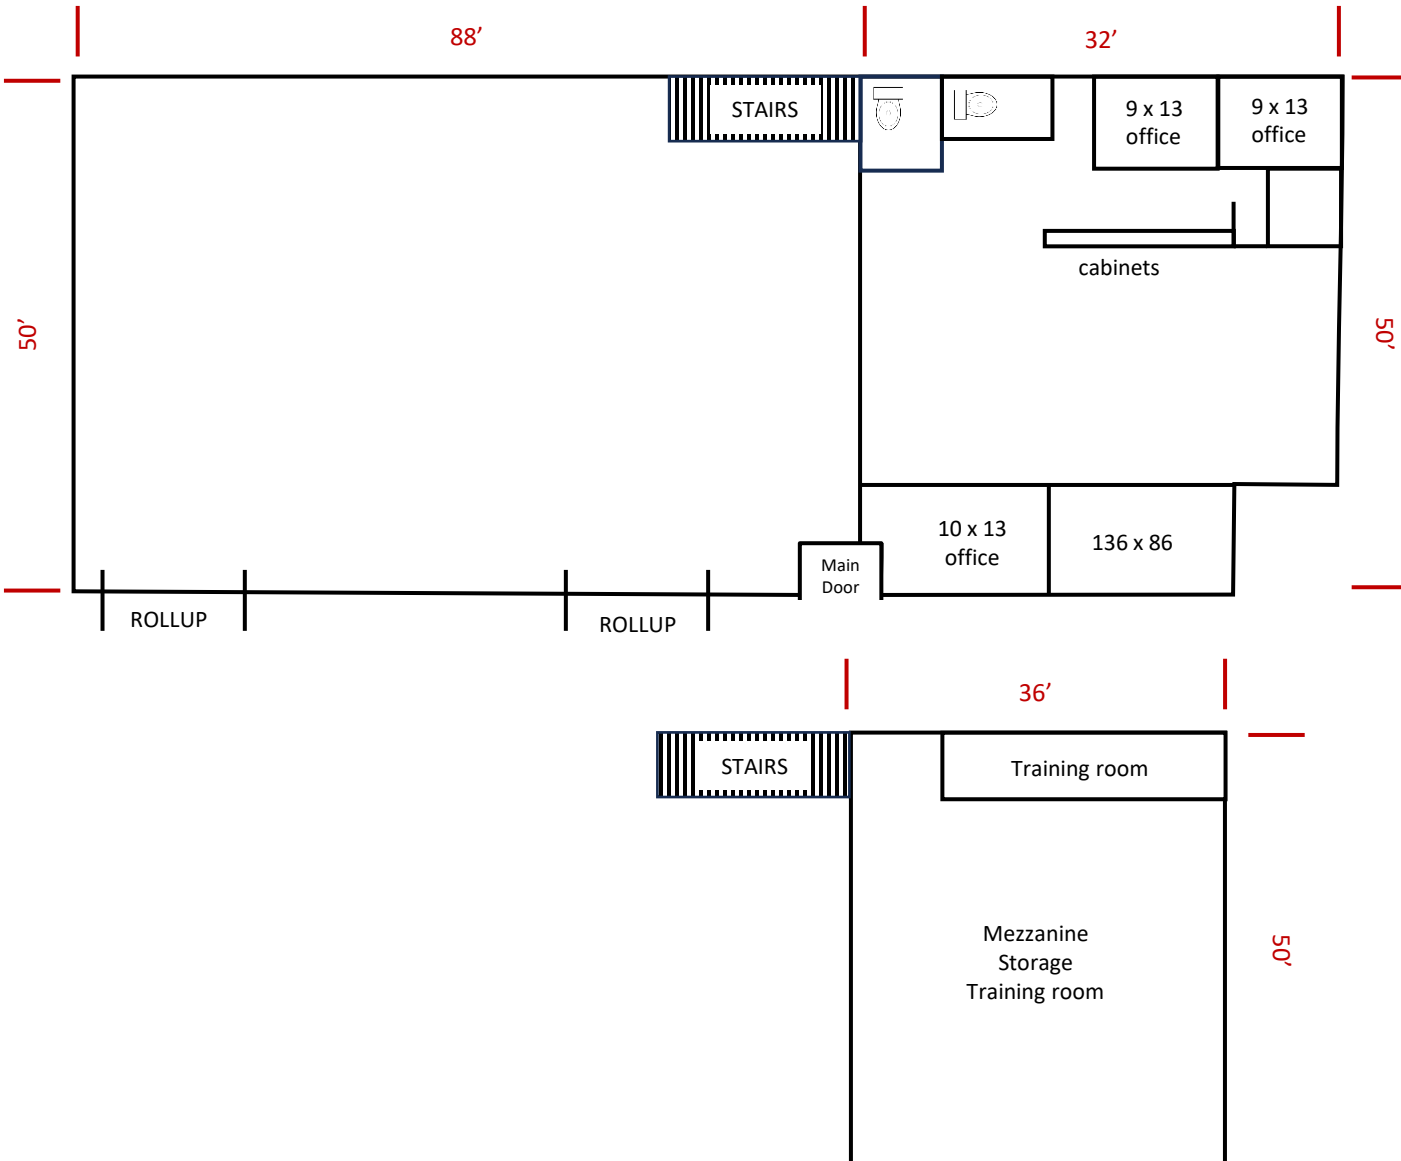 88’
32’
STAIRS
9 x 13
office
9 x 13
office
cabinets
50’
50’
10 x 13
office
136 x 86
Main
Door
ROLLUP
ROLLUP
36’
STAIRS
Training room
Mezzanine
Storage
Training room
50’